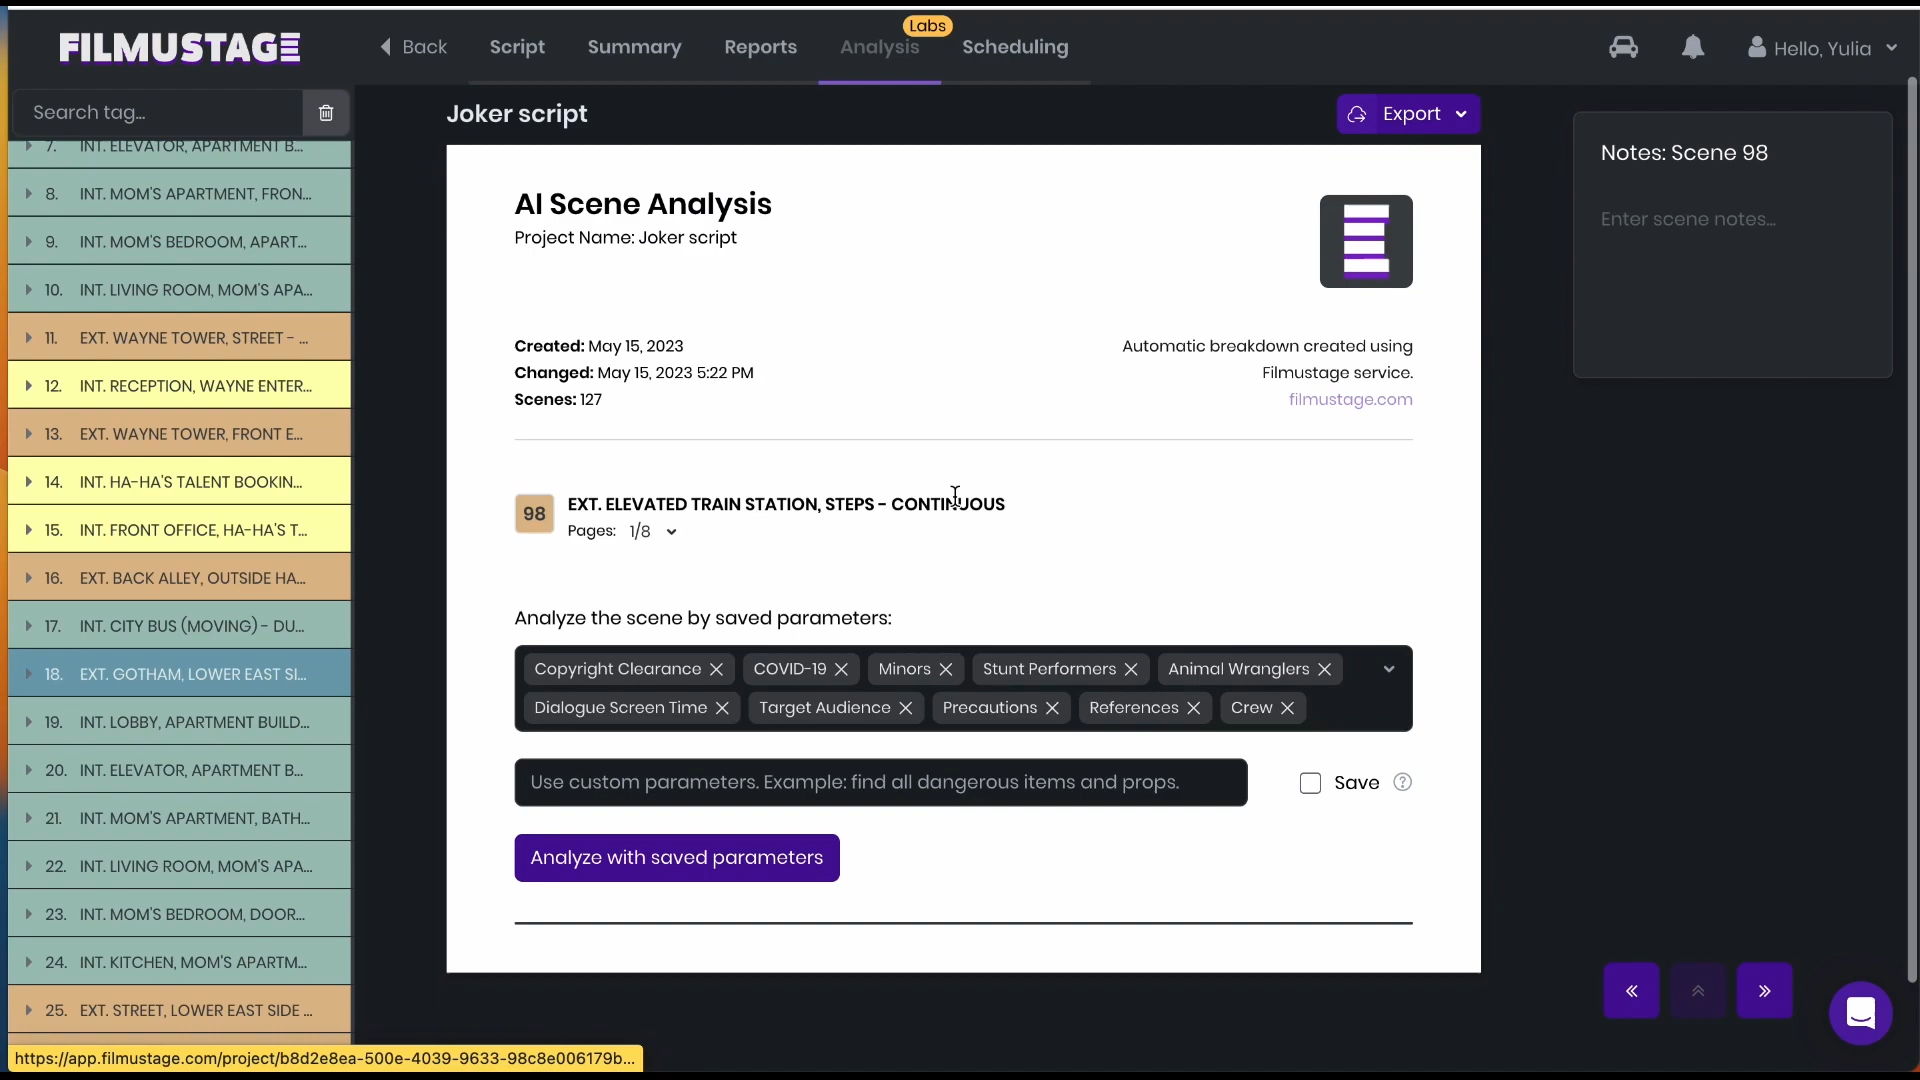 FILMUSTAGE
Back
Script
Summary
Reports
Analysis
Labs
Scheduling
Hello, Yulia
Search tag...
7. INT. ELEVATOR, APARTMENT B...
8. INT. MOM'S APARTMENT, FRON...
9. INT. MOM'S BEDROOM, APART...
10. INT. LIVING ROOM, MOM'S APA...
11. EXT. WAYNE TOWER, STREET - ...
12. INT. RECEPTION, WAYNE ENTER...
13. EXT. WAYNE TOWER, FRONT E...
14. INT. HA-HA'S TALENT BOOKIN...
15. INT. FRONT OFFICE, HA-HA'S T...
16. EXT. BACK ALLEY, OUTSIDE HA...
17. INT. CITY BUS (MOVING) - DU...
18. EXT. GOTHAM, LOWER EAST SI...
19. INT. LOBBY, APARTMENT BUILD...
20. INT. ELEVATOR, APARTMENT B...
21. INT. MOM'S APARTMENT, BATH...
22. INT. LIVING ROOM, MOM'S APA...
23. INT. MOM'S BEDROOM, DOOR...
24. INT. KITCHEN, MOM'S APARTM...
25. EXT. STREET, LOWER EAST SIDE ...
https://app.filmustage.com/project/b8d2e8ea-500e-4039-9633-98c8e006179b...
Joker script
Export
AI Scene Analysis
Project Name: Joker script
Created: May 15, 2023
Changed: May 15, 2023 5:22 PM
Scenes: 127
Automatic breakdown created using
Filmustage service.
filmustage.com
98 EXT. ELEVATED TRAIN STATION, STEPS - CONTINUOUS
Pages: 1/8
Analyze the scene by saved parameters:
Copyright Clearance COVID-19 Minors Stunt Performers Animal Wranglers
Dialogue Screen Time Target Audience Precautions References Crew
Use custom parameters. Example: find all dangerous items and props.
Save ?
Analyze with saved parameters
Notes: Scene 98
Enter scene notes...